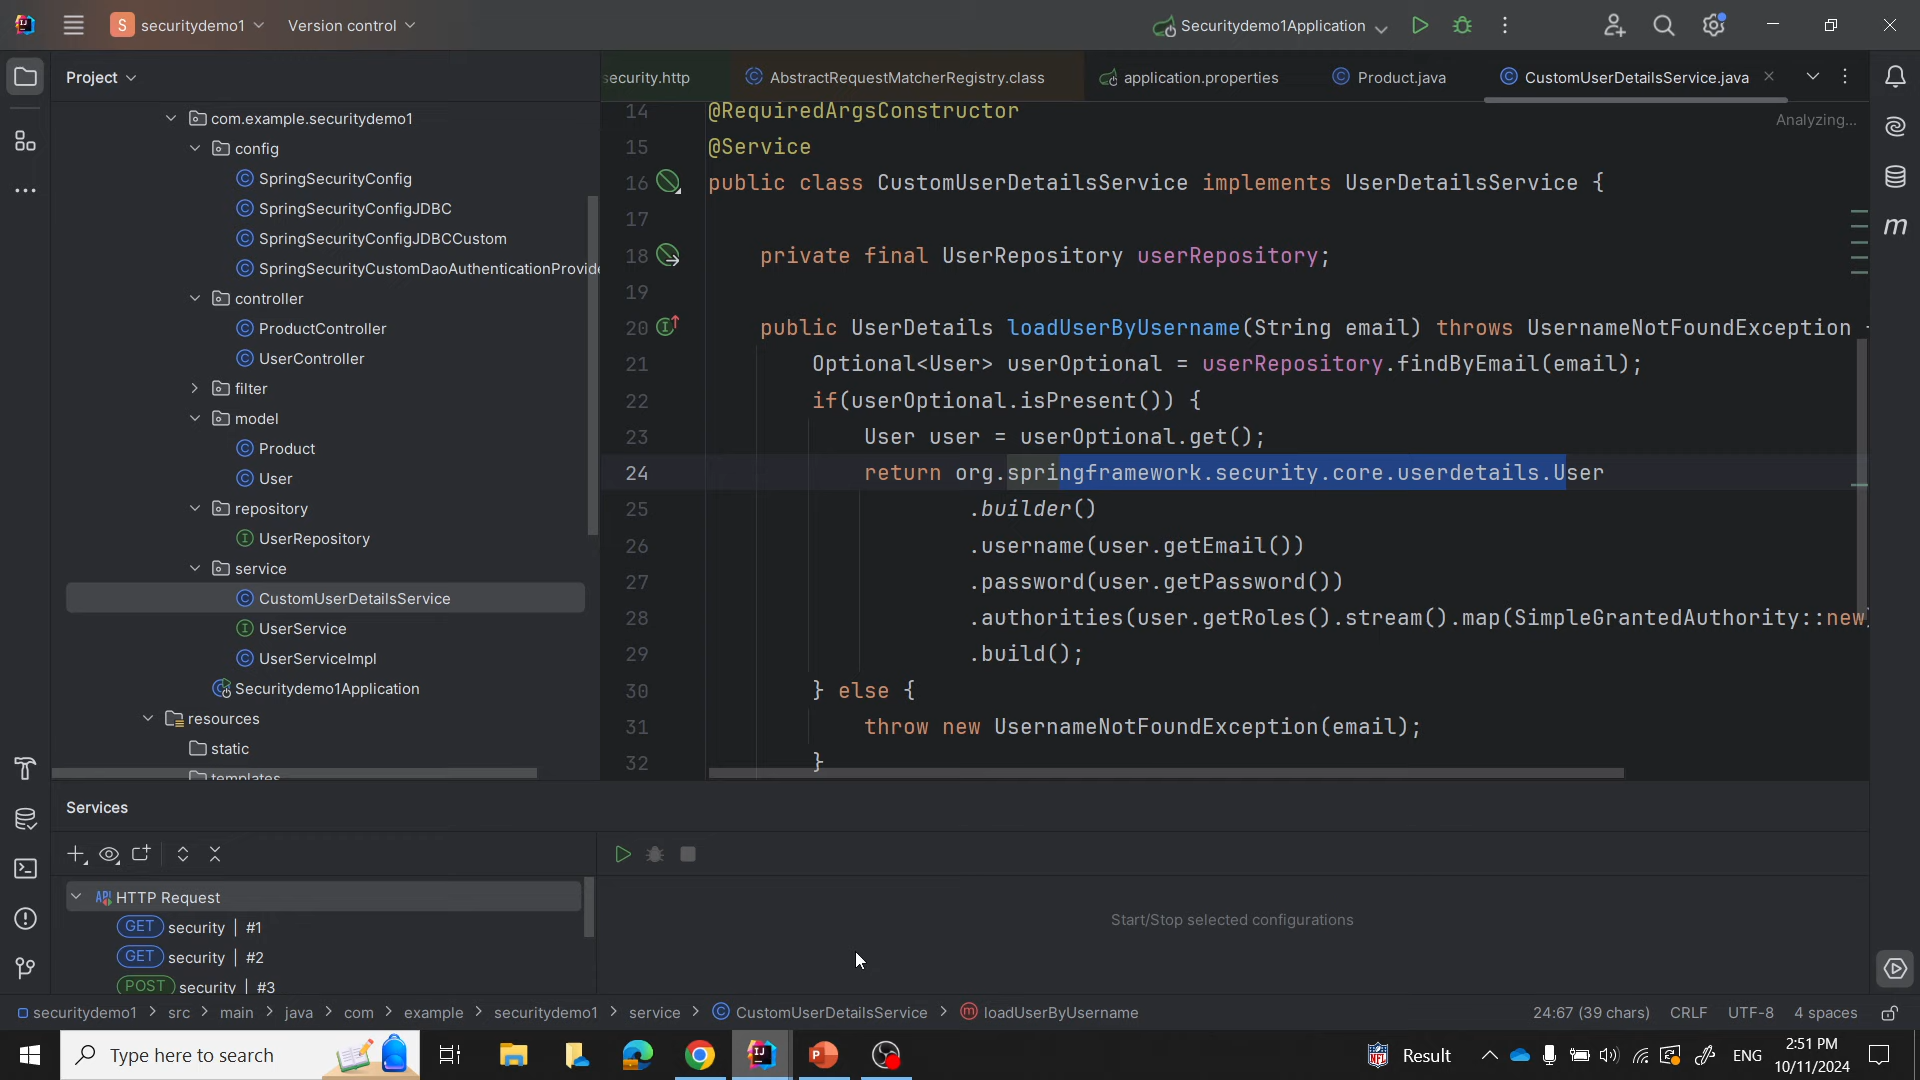 S securitydemo1 Version control Securitydemo1Application
Project
com.example.securitydemo1
config
SpringSecurityConfig
SpringSecurityConfigJDBC
SpringSecurityConfigJDBCCustom
SpringSecurityCustomDaoAuthenticationProvide
controller
ProductController
UserController
filter
model
Product
User
repository
UserRepository
service
CustomUserDetailsService
UserService
UserServiceImpl
Securitydemo1Application
resources
static
templates
ecurity.http AbstractRequestMatcherRegistry.class application.properties Product.java CustomUserDetailsService.java
Analyzing...
14 @RequiredArgsConstructor
15 @Service
16 public class CustomUserDetailsService implements UserDetailsService {
17
18 private final UserRepository userRepository;
19
20 public UserDetails loadUserByUsername(String email) throws UsernameNotFoundException
21 Optional<User> userOptional = userRepository.findByEmail(email);
22 if(userOptional.isPresent()) {
23 User user = userOptional.get();
24 return org.springframework.security.core.userdetails.User
25 .builder()
26 .username(user.getEmail())
27 .password(user.getPassword())
28 .authorities(user.getRoles().stream().map(SimpleGrantedAuthority::new)
29 .build();
30 } else {
31 throw new UsernameNotFoundException(email);
32 }
m
Services
API HTTP Request
GET security | #1
GET security | #2
POST security | #3
Start/Stop selected configurations
securitydemo1 > src > main > java > com > example > securitydemo1 > service > CustomUserDetailsService > loadUserByUsername 24:67 (39 chars) CRLF UTF-8 4 spaces
Type here to search
Result
ENG
2:51 PM
10/11/2024